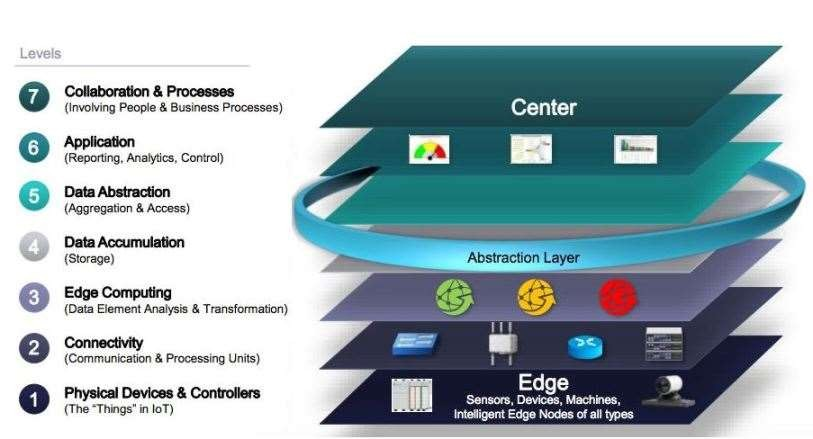 Levels
7
Collaboration & Processes
(Involving People & Business Processes)
6
Application
(Reporting, Analytics, Control)
5
Data Abstraction
(Aggregation & Access)
4
Data Accumulation
(Storage)
3
Edge Computing
(Data Element Analysis & Transformation)
2
Connectivity
(Communication & Processing Units)
1
Physical Devices & Controllers
(The “Things” in IoT)
Center
Abstraction Layer
Edge
Sensors, Devices, Machines,
Intelligent Edge Nodes of all types